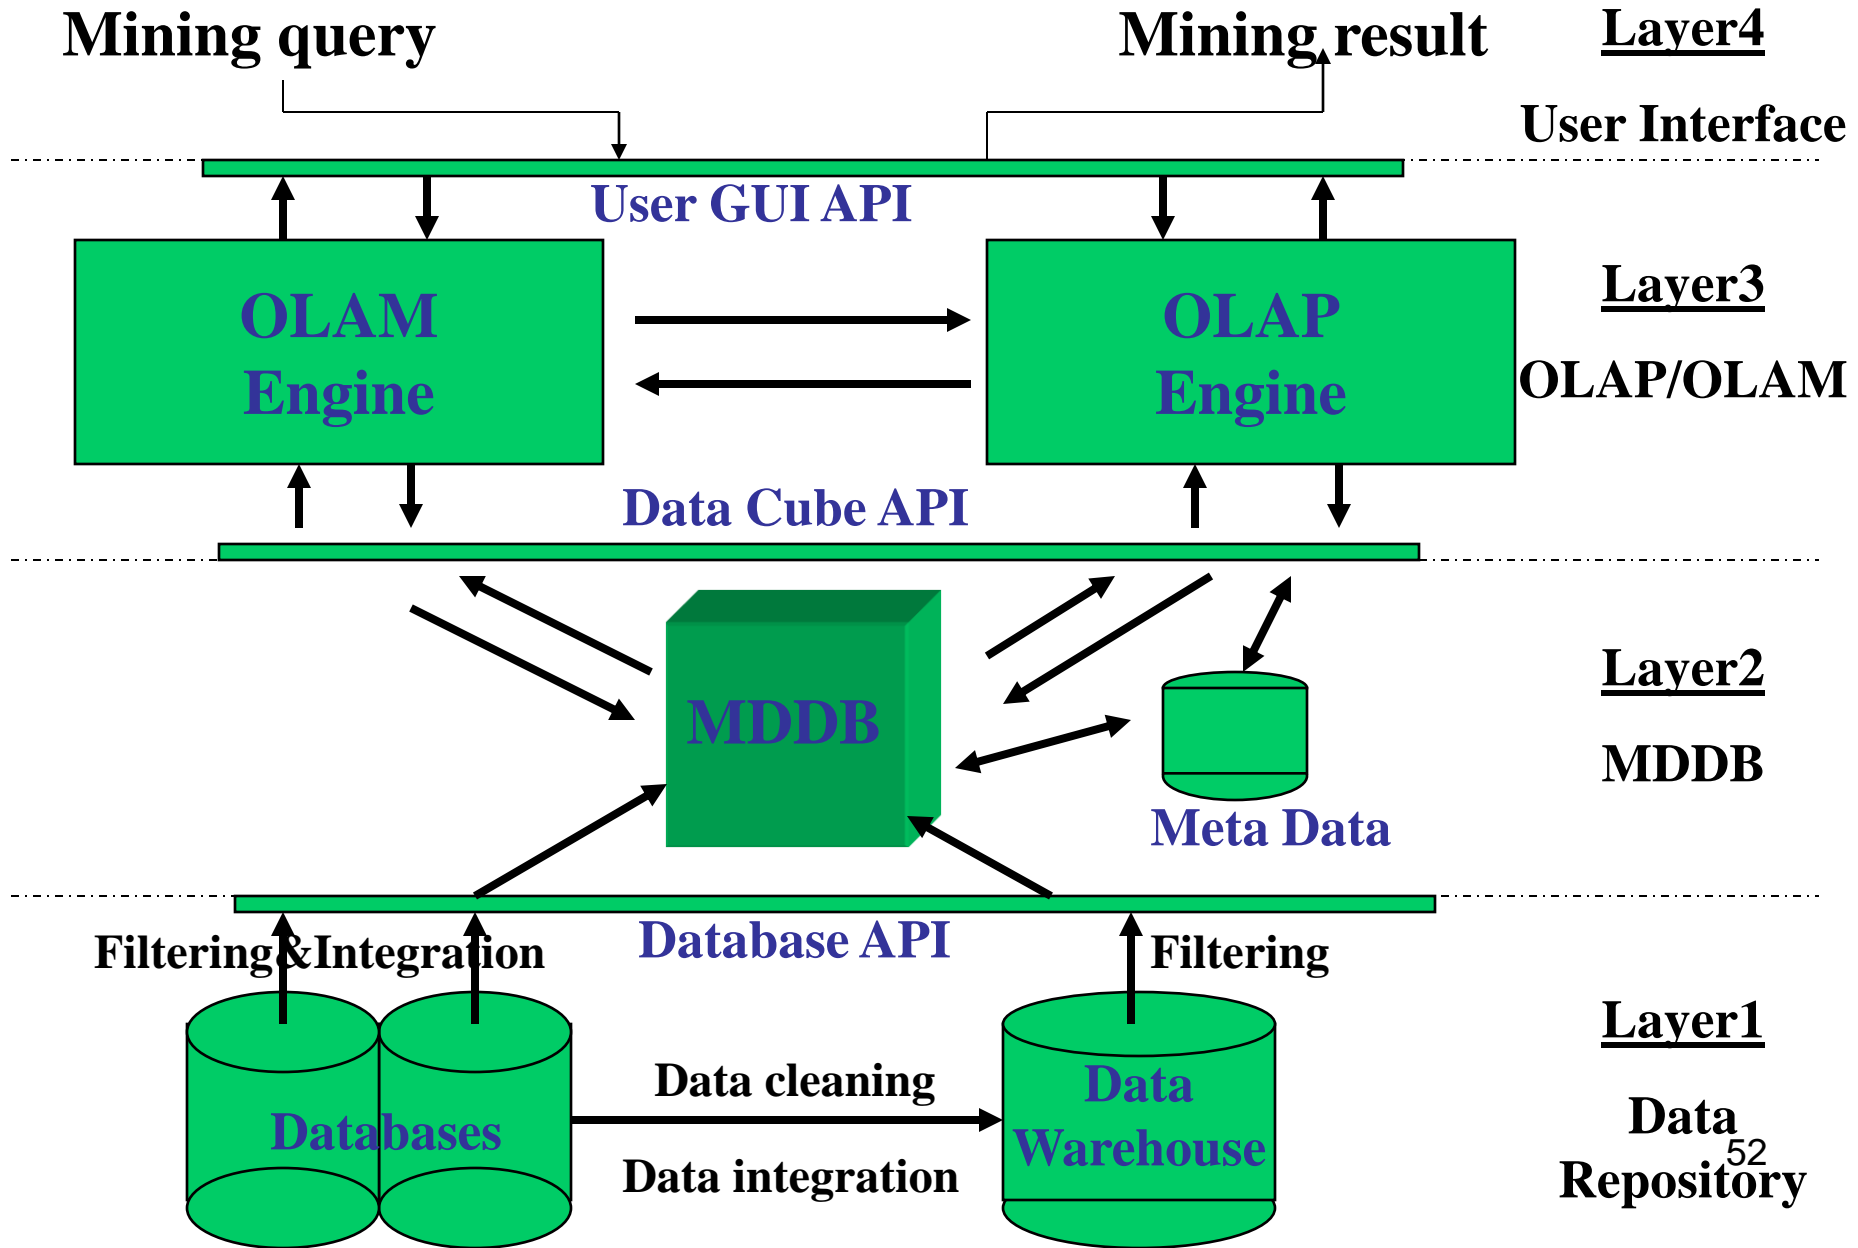 Mining query
Mining result
Layer4
User Interface
User GUI API
OLAM
Engine
OLAP
Engine
Layer3
OLAP/OLAM
Data Cube API
MDDB
Meta Data
Layer2
MDDB
Filtering&Integration
Database API
Filtering
Databases
Data cleaning
Data integration
Data
Warehouse
Layer1
Data
Repository
52